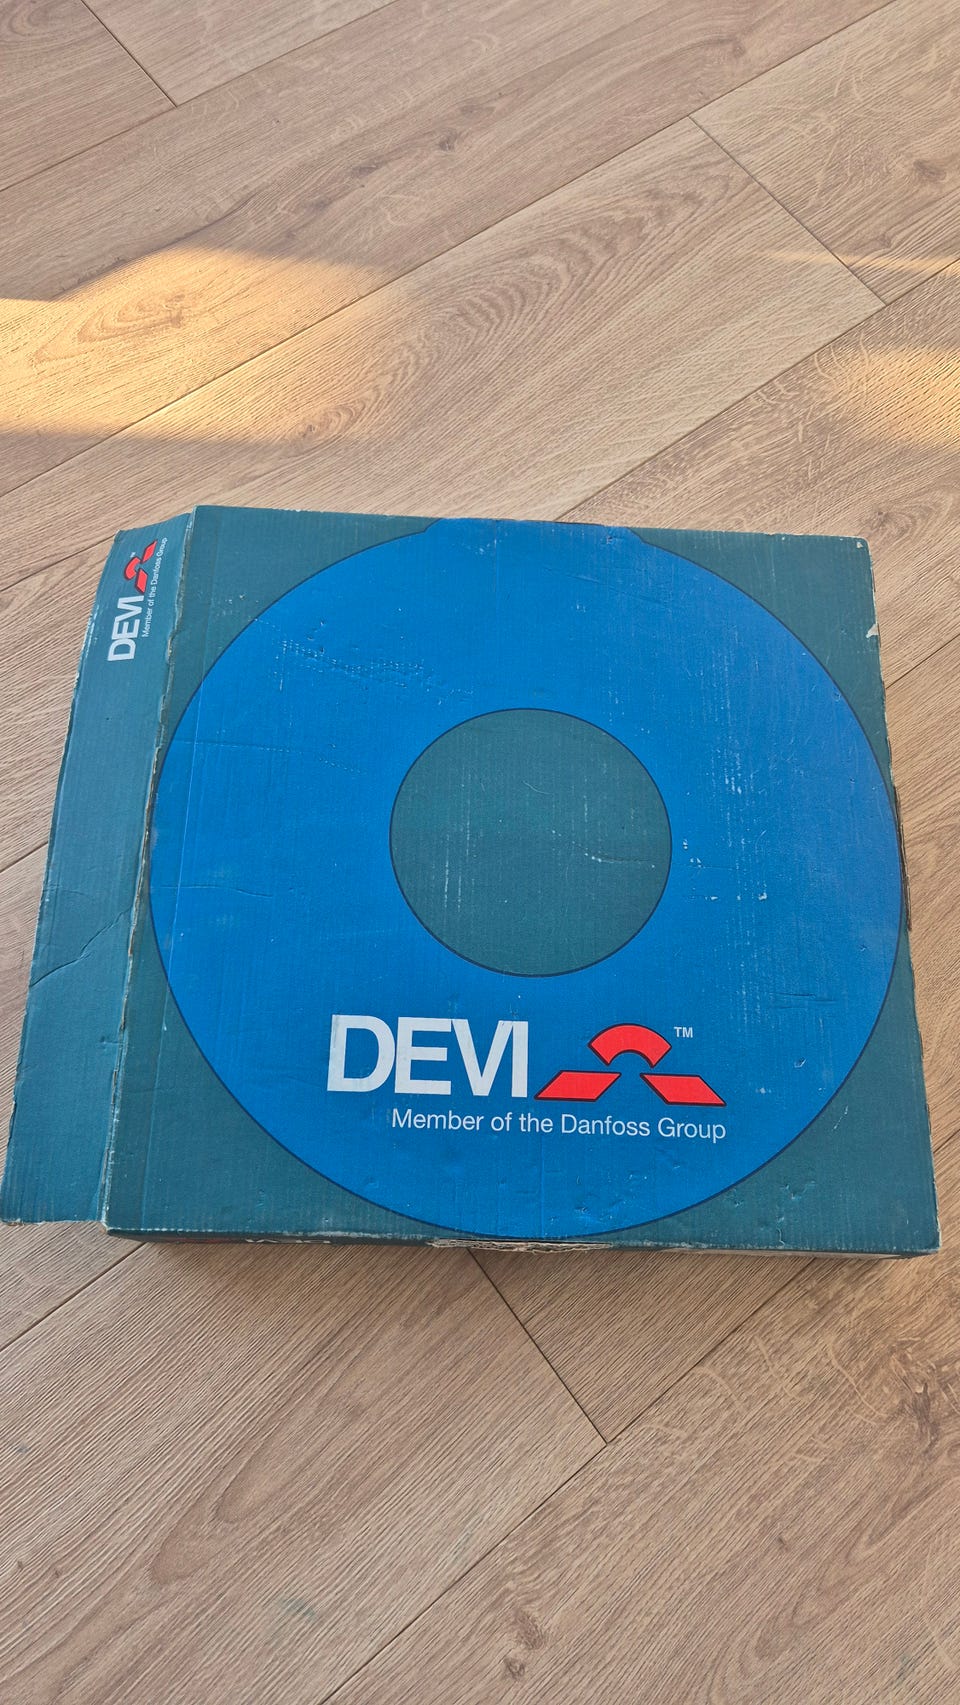 DEVI
Member of the Danfoss Group
DEVI ™
Member of the Danfoss Group